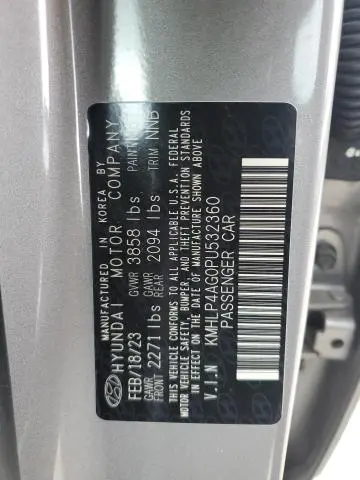 MANUFACTURED IN KOREA BY
HYUNDAI MOTOR COMPANY
FEB/18/23 GVWR 3858 lbs PAINT
GAWR FRONT 2271 lbs GAWR REAR 2094 lbs TRIM NNB
THIS VEHICLE CONFORMS TO ALL APPLICABLE U.S.A. FEDERAL
MOTOR VEHICLE SAFETY, BUMPER, AND THEFT PREVENTION STANDARDS
IN EFFECT ON THE DATE OF MANUFACTURE SHOWN ABOVE
V.I.N KMHLP4AG0PU532360
PASSENGER CAR